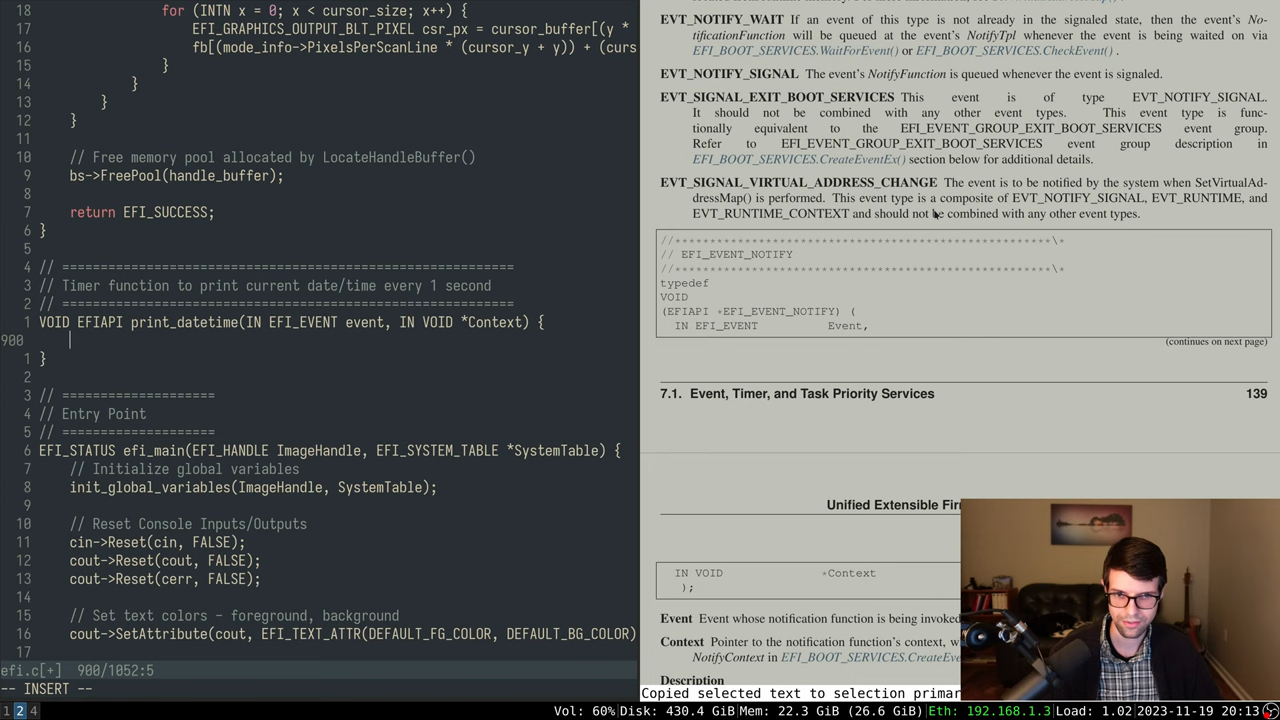 18                 for (INTN x = 0; x < cursor_size; x++) {
17                     EFI_GRAPHICS_OUTPUT_BLT_PIXEL csr_px = cursor_buffer[(y *
16                     fb[(mode_info->PixelsPerScanLine * (cursor_y + y)) + (curs
15                 }
14             }
13         }
12     }
11
10     // Free memory pool allocated by LocateHandleBuffer()
9     bs->FreePool(handle_buffer);
8
7     return EFI_SUCCESS;
6 }
5
4 // ===========================================================
3 // Timer function to print current date/time every 1 second
2 // ===========================================================
1 VOID EFIAPI print_datetime(IN EFI_EVENT event, IN VOID *Context) {
900
1 }
2
3 // ====================
4 // Entry Point
5 // ====================
6 EFI_STATUS efi_main(EFI_HANDLE ImageHandle, EFI_SYSTEM_TABLE *SystemTable) {
7     // Initialize global variables
8     init_global_variables(ImageHandle, SystemTable);
9
10     // Reset Console Inputs/Outputs
11     cin->Reset(cin, FALSE);
12     cout->Reset(cout, FALSE);
13     cout->Reset(cerr, FALSE);
14
15     // Set text colors – foreground, background
16     cout->SetAttribute(cout, EFI_TEXT_ATTR(DEFAULT_FG_COLOR, DEFAULT_BG_COLOR)
17
efi.c[+]  900/1052:5
-- INSERT --
EVT_NOTIFY_WAIT If an event of this type is not already in the signaled state, then the event's No-
tificationFunction will be queued at the event's NotifyTpl whenever the event is being waited on via
EFI_BOOT_SERVICES.WaitForEvent() or EFI_BOOT_SERVICES.CheckEvent() .
EVT_NOTIFY_SIGNAL The event's NotifyFunction is queued whenever the event is signaled.
EVT_SIGNAL_EXIT_BOOT_SERVICES This event is of type EVT_NOTIFY_SIGNAL.
It should not be combined with any other event types. This event type is func-
tionally equivalent to the EFI_EVENT_GROUP_EXIT_BOOT_SERVICES event group.
Refer to EFI_EVENT_GROUP_EXIT_BOOT_SERVICES event group description in
EFI_BOOT_SERVICES.CreateEventEx() section below for additional details.
EVT_SIGNAL_VIRTUAL_ADDRESS_CHANGE The event is to be notified by the system when SetVirtualAd-
dressMap() is performed. This event type is a composite of EVT_NOTIFY_SIGNAL, EVT_RUNTIME, and
EVT_RUNTIME_CONTEXT and should not be combined with any other event types.
//******************************************************\*
// EFI_EVENT_NOTIFY
//******************************************************\*
typedef
VOID
(EFIAPI *EFI_EVENT_NOTIFY) (
IN EFI_EVENT          Event,
(continues on next page)
7.1. Event, Timer, and Task Priority Services    139
Unified Extensible Fir
IN VOID               *Context
);
Event Event whose notification function is being invoked
Context Pointer to the notification function's context, w
NotifyContext in EFI_BOOT_SERVICES.CreateEve
Description
Copied selected text to selection primar
1 2 4    Vol: 60% Disk: 430.4 GiB Mem: 22.3 GiB (26.6 GiB) Eth: 192.168.1.3 Load: 1.02 2023-11-19 20:13